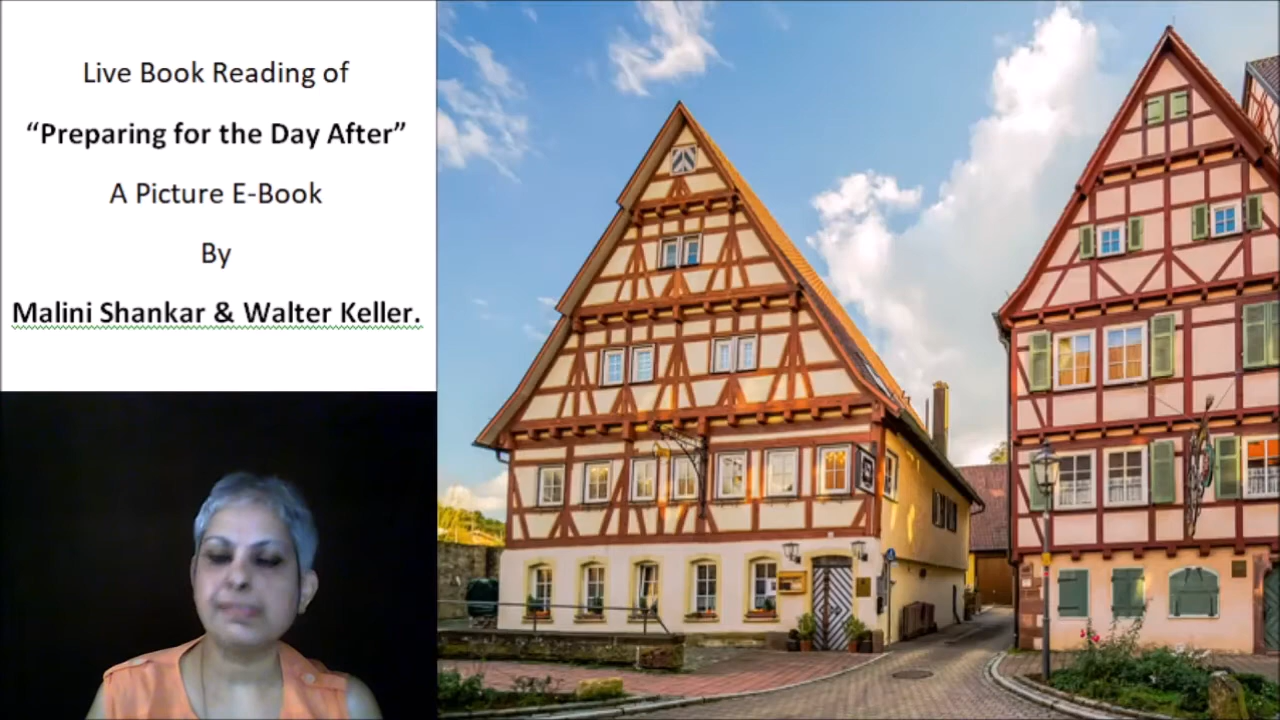 Live Book Reading of
“Preparing for the Day After”
A Picture E-Book
By
Malini Shankar & Walter Keller.